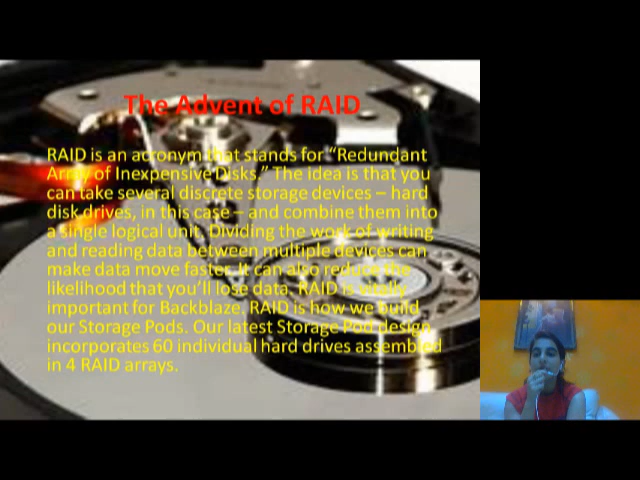 The Advent of RAID
RAID is an acronym that stands for “Redundant
Array of Inexpensive Disks.” The idea is that you
can take several discrete storage devices – hard
disk drives, in this case – and combine them into
a single logical unit. Dividing the work of writing
and reading data between multiple devices can
make data move faster. It can also reduce the
likelihood that you’ll lose data. RAID is vitally
important for Backblaze. RAID is how we build
our Storage Pods. Our latest Storage Pod design
incorporates 60 individual hard drives assembled
in 4 RAID arrays.